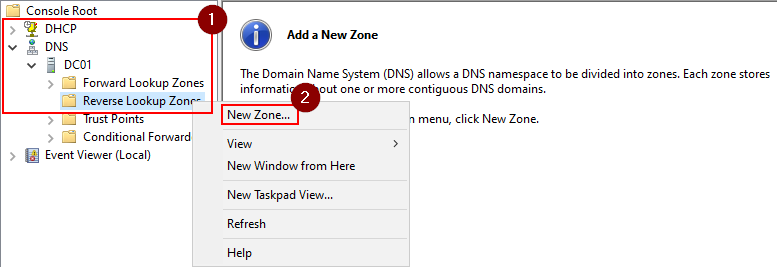 Console Root
DHCP
DNS
DC01
Forward Lookup Zones
Reverse Lookup Zones
Trust Points
Conditional Forward
Event Viewer (Local)
1
Add a New Zone
The Domain Name System (DNS) allows a DNS namespace to be divided into zones. Each zone stores
information about one or more contiguous DNS domains.
menu, click New Zone.
2
New Zone...
View
New Window from Here
New Taskpad View...
Refresh
Help